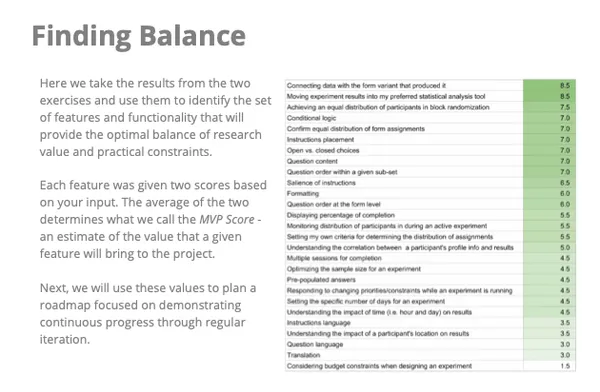 Finding Balance
Here we take the results from the two
exercises and use them to identify the set
of features and functionality that will
provide the optimal balance of research
value and practical constraints.
Each feature was given two scores based
on your input. The average of the two
determines what we call the MVP Score -
an estimate of the value that a given
feature will bring to the project.
Next, we will use these values to plan a
roadmap focused on demonstrating
continuous progress through regular
iteration.
Connecting data with the form variant that produced it 8.5
Moving experiment results into my preferred statistical analysis tool 8.5
Achieving an equal distribution of participants in block randomization 7.5
Conditional logic 7.0
Confirm equal distribution of form assignments 7.0
Instructions placement 7.0
Open vs. closed choices 7.0
Question content 7.0
Question order within a given sub-set 7.0
Salience of instructions 6.5
Formatting 6.0
Question order at the form level 6.0
Displaying percentage of completion 5.5
Monitoring distribution of participants in during an active experiment 5.5
Setting my own criteria for determining the distribution of assignments 5.5
Understanding the correlation between a participant's profile info and results 5.0
Multiple sessions for completion 4.5
Optimizing the sample size for an experiment 4.5
Pre-populated answers 4.5
Responding to changing priorities/constraints while an experiment is running 4.5
Setting the specific number of days for an experiment 4.5
Understanding the impact of time (i.e. hour and day) on results 4.5
Instructions language 3.5
Understanding the impact of a participant's location on results 3.5
Question language 3.0
Translation 3.0
Considering budget constraints when designing an experiment 1.5